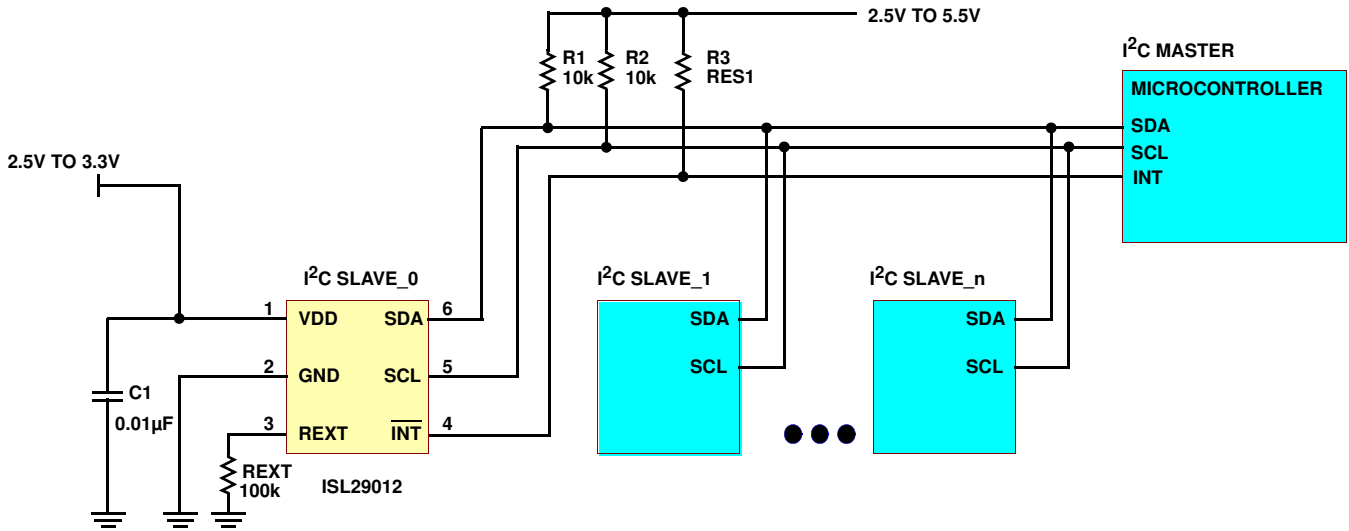 2.5V TO 5.5V
R1
10k
R2
10k
R3
RES1
I²C MASTER
MICROCONTROLLER
SDA
SCL
INT
2.5V TO 3.3V
I²C SLAVE_0
1
VDD
SDA
6
2
GND
SCL
5
3
REXT
INT
4
C1
0.01µF
REXT
100k
ISL29012
I²C SLAVE_1
SDA
SCL
I²C SLAVE_n
SDA
SCL